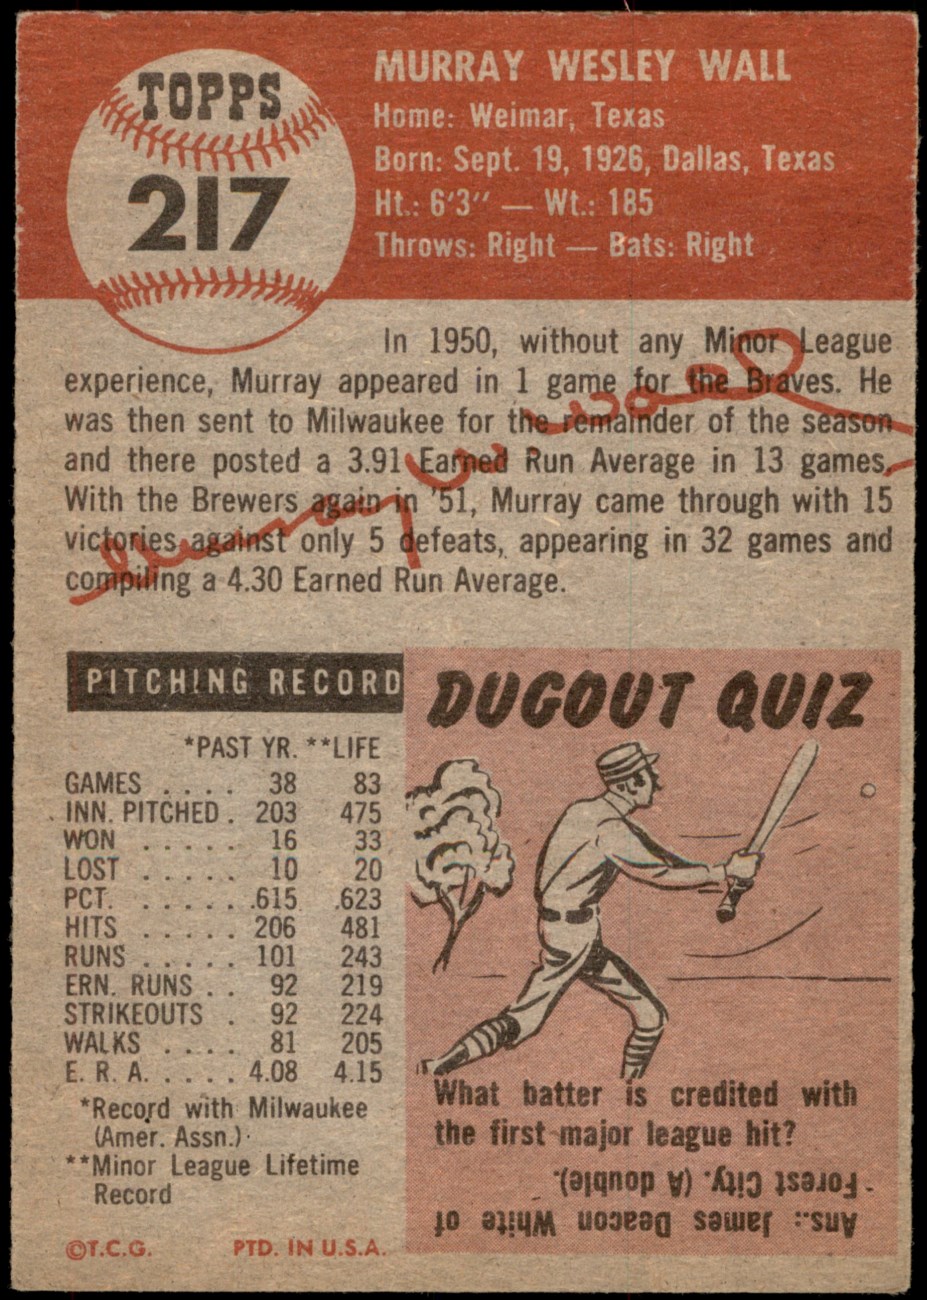 TOPPS
217
MURRAY WESLEY WALL
Home: Weimar, Texas
Born: Sept. 19, 1926, Dallas, Texas
Ht.: 6'3" — Wt.: 185
Throws: Right — Bats: Right
In 1950, without any Minor League
experience, Murray appeared in 1 game for the Braves. He
was then sent to Milwaukee for the remainder of the season
and there posted a 3.91 Earned Run Average in 13 games.
With the Brewers again in '51, Murray came through with 15
victories against only 5 defeats, appearing in 32 games and
compiling a 4.30 Earned Run Average.
Murray W. Wall
PITCHING RECORD
*PAST YR. **LIFE
GAMES . . . . 38 83
INN. PITCHED . 203 475
WON . . . . . 16 33
LOST . . . . . 10 20
PCT. . . . . . .615 .623
HITS . . . . . 206 481
RUNS . . . . . 101 243
ERN. RUNS . . 92 219
STRIKEOUTS . 92 224
WALKS . . . . 81 205
E. R. A. . . . . 4.08 4.15
*Record with Milwaukee
(Amer. Assn.)
**Minor League Lifetime
Record
©T.C.G. PTD. IN U.S.A.
DUGOUT QUIZ
What batter is credited with
the first major league hit?
Ans.: James Deacon White of
Forest City. (A double).